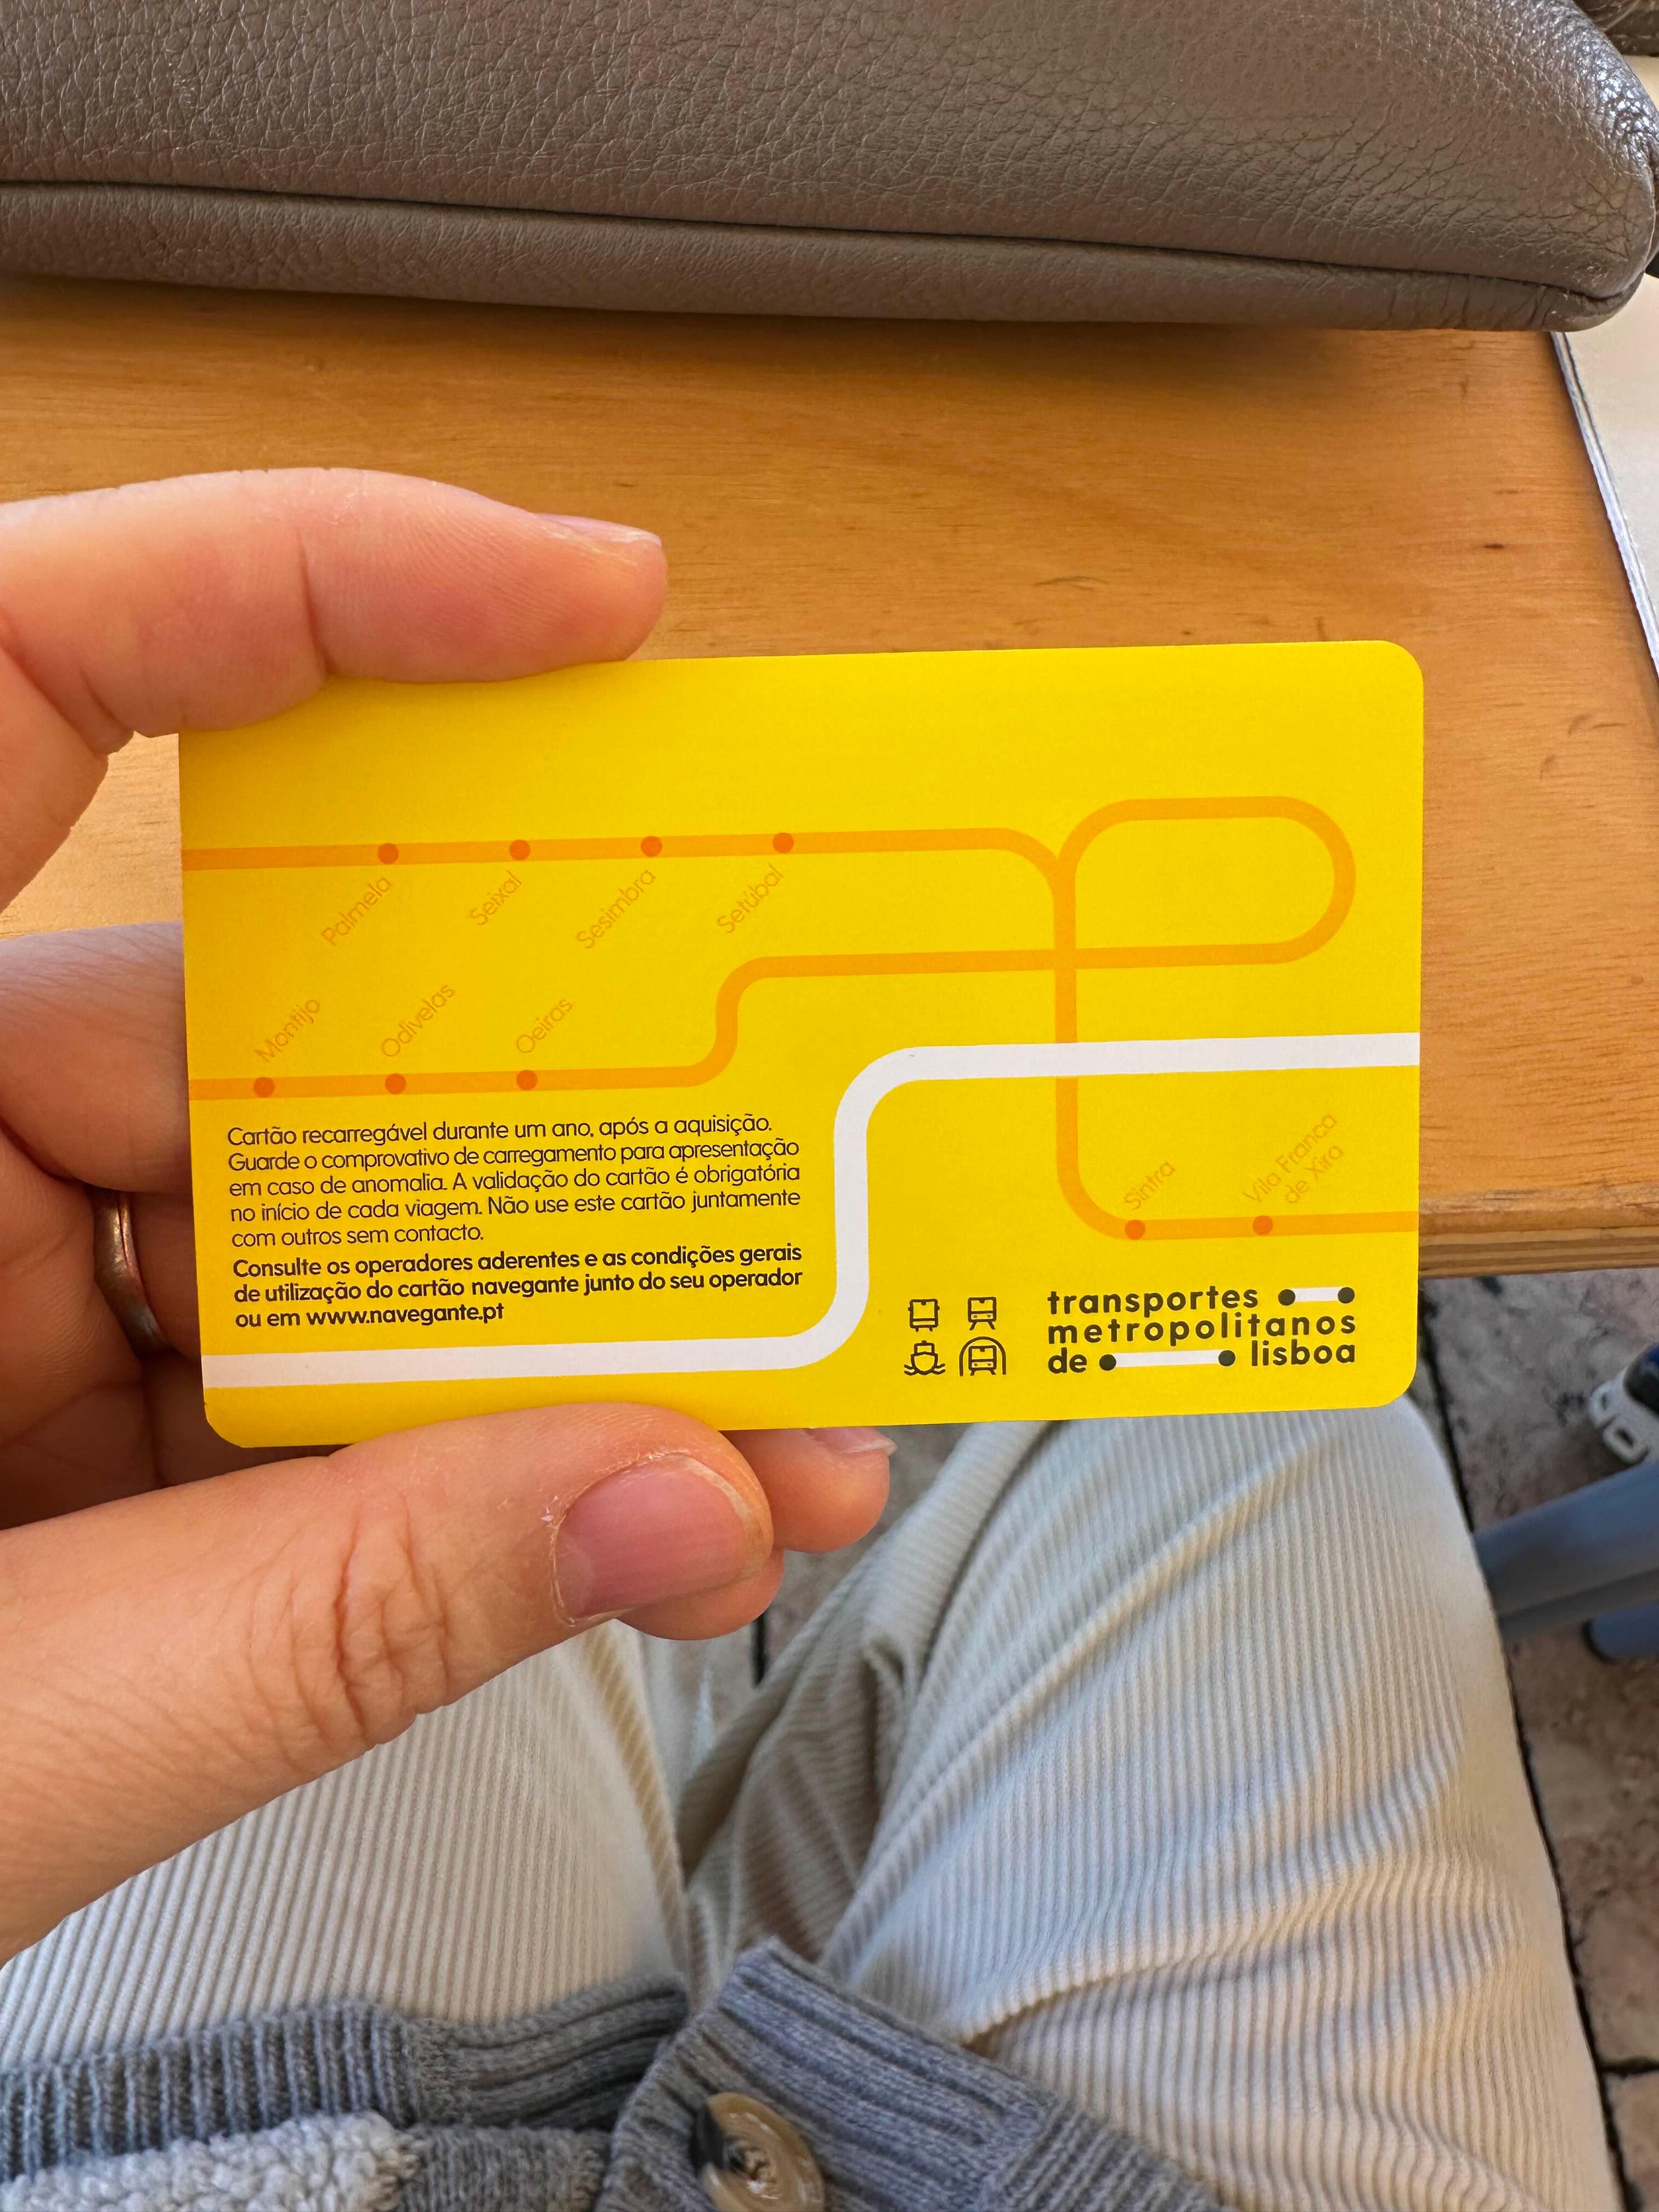 Palmela
Seixal
Sesimbra
Setúbal
Montijo
Odivelas
Oeiras
Cartão recarregável durante um ano, após a aquisição.
Guarde o comprovativo de carregamento para apresentação
em caso de anomalia. A validação do cartão é obrigatória
no início de cada viagem. Não use este cartão juntamente
com outros sem contacto.
Consulte os operadores aderentes e as condições gerais
de utilização do cartão navegante junto do seu operador
ou em www.navegante.pt
Sintra
Vila Franca
de Xira
transportes
metropolitanos
de lisboa